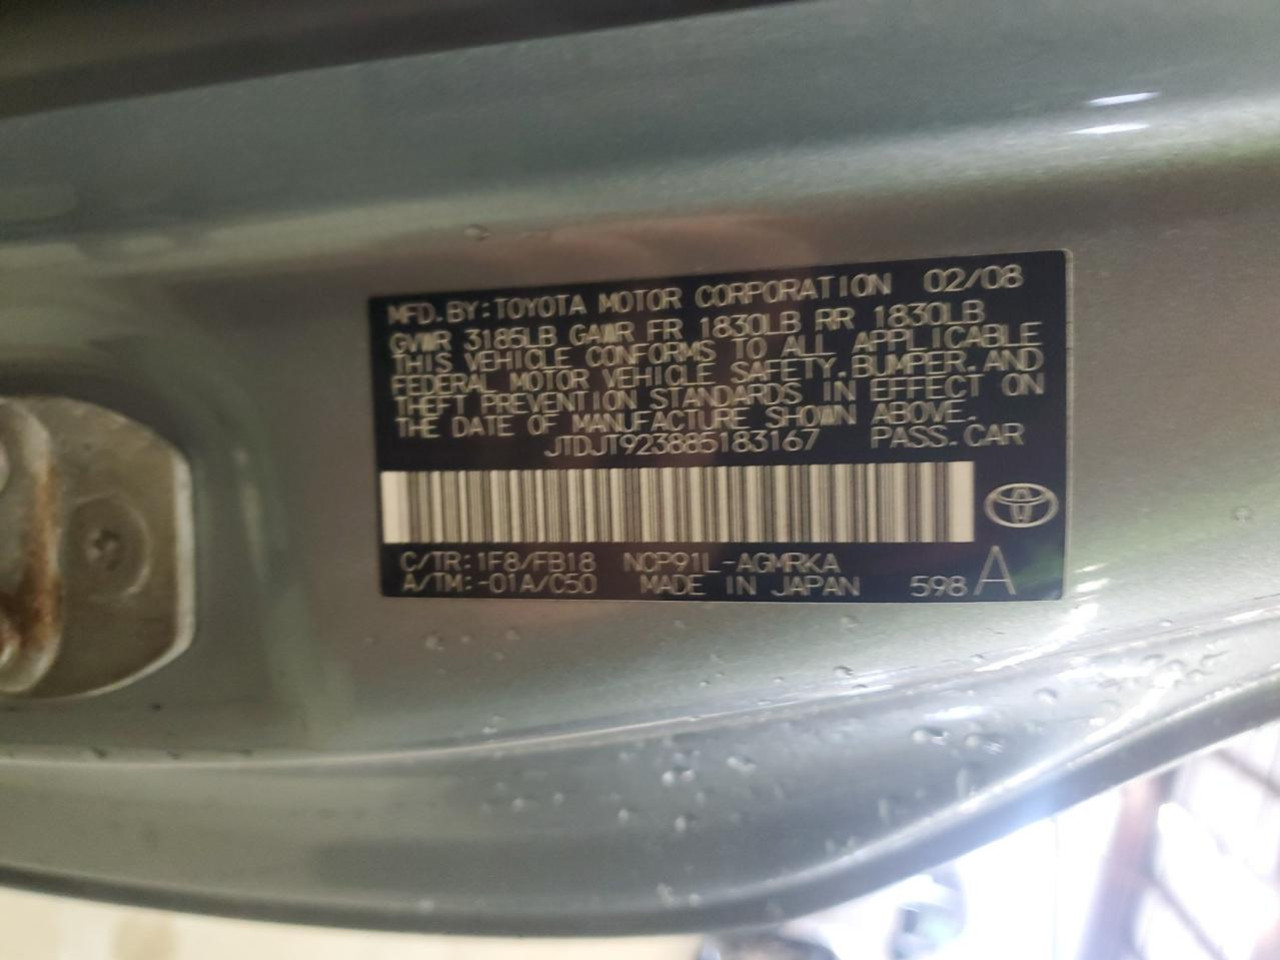 MFD.BY:TOYOTA MOTOR CORPORATION 02/08
GVWR 3185LB GAWR FR 1830LB RR 1830LB
THIS VEHICLE CONFORMS TO ALL APPLICABLE
FEDERAL MOTOR VEHICLE SAFETY,BUMPER,AND
THEFT PREVENTION STANDARDS IN EFFECT ON
THE DATE OF MANUFACTURE SHOWN ABOVE.
JTDJT923885183167 PASS.CAR
C/TR:1F8/FB18 NCP91L-AGMRKA
A/TM:-01A/C50 MADE IN JAPAN 598 A